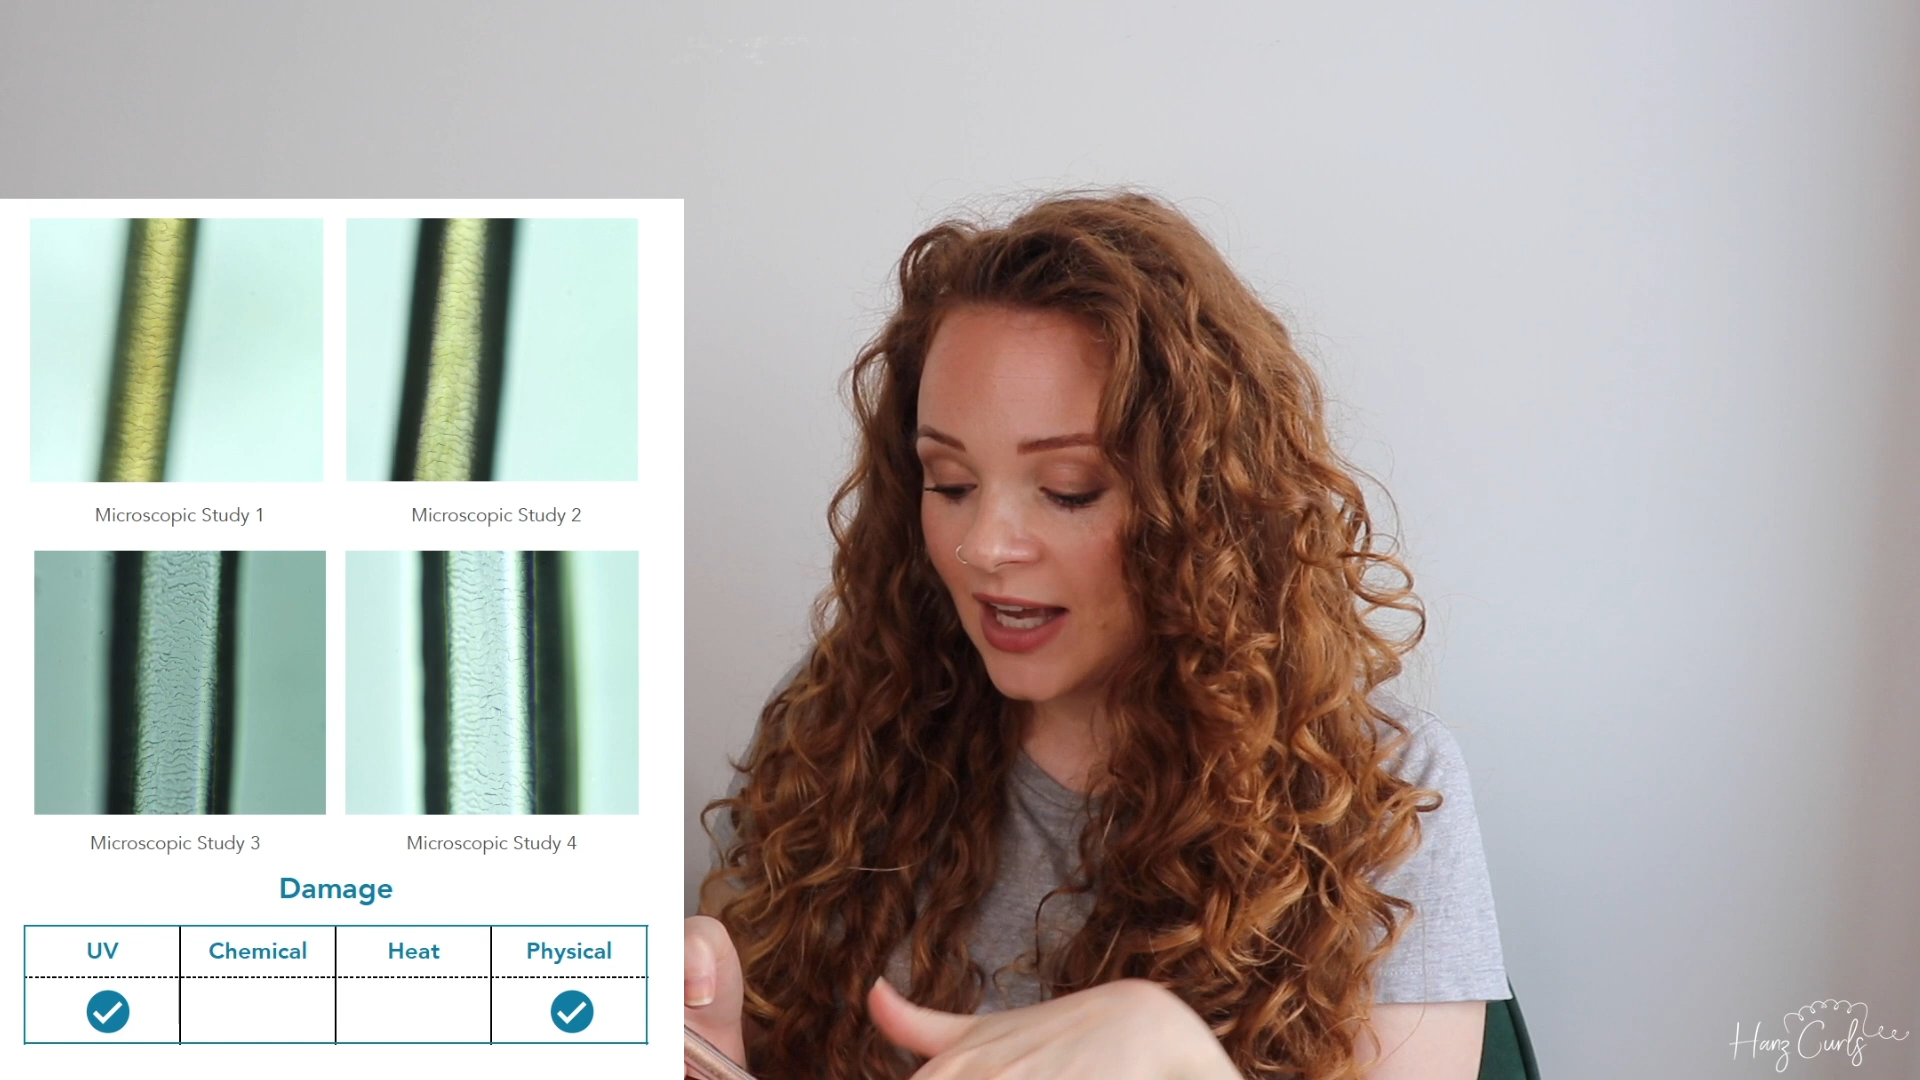 Microscopic Study 1
Microscopic Study 2
Microscopic Study 3
Microscopic Study 4
Damage
UV Chemical Heat Physical
Hanz Curls